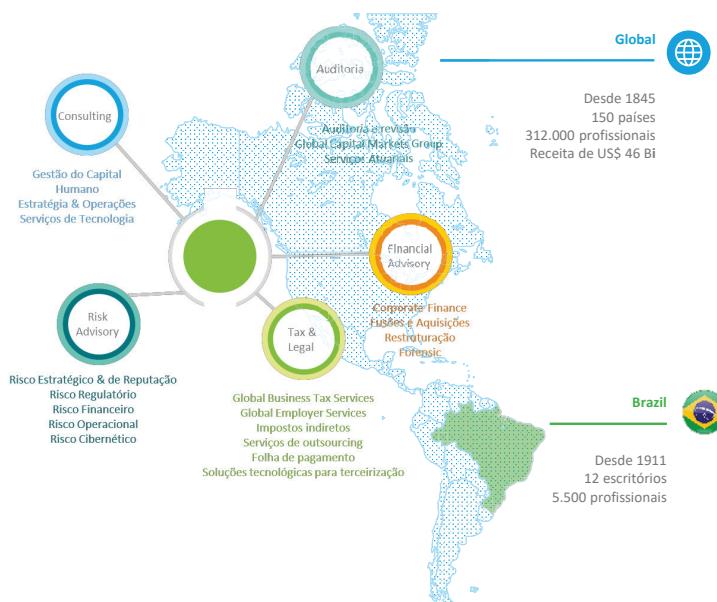 Global
Desde 1845
150 países
312.000 profissionais
Receita de US$ 46 Bi
Auditoria
Auditoria e revisão
Global Capital Markets Group
Serviços Atuariais
Consulting
Gestão do Capital
Humano
Estratégia & Operações
Serviços de Tecnologia
Financial
Advisory
Corporate Finance
Fusões e Aquisições
Restruturação
Forensic
Risk
Advisory
Risco Estratégico & de Reputação
Risco Regulatório
Risco Financeiro
Risco Operacional
Risco Cibernético
Tax &
Legal
Global Business Tax Services
Global Employer Services
Impostos indiretos
Serviços de outsourcing
Folha de pagamento
Soluções tecnológicas para terceirização
Brazil
Desde 1911
12 escritórios
5.500 profissionais